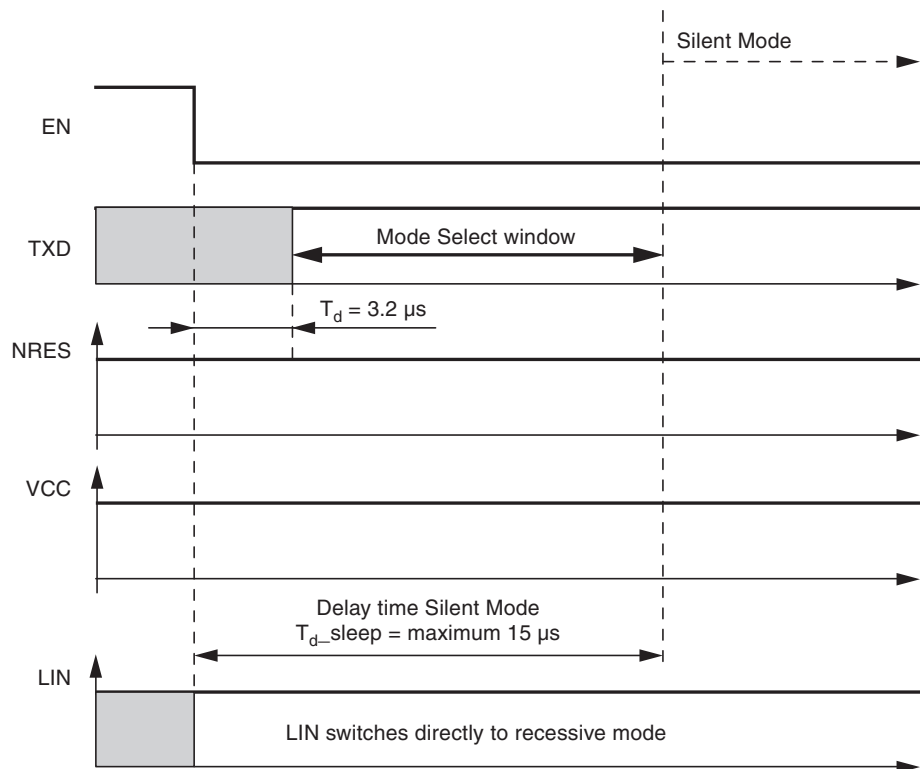 Silent Mode
EN
TXD
Mode Select window
T_d = 3.2 μs
NRES
VCC
Delay time Silent Mode
T_d_sleep = maximum 15 μs
LIN
LIN switches directly to recessive mode